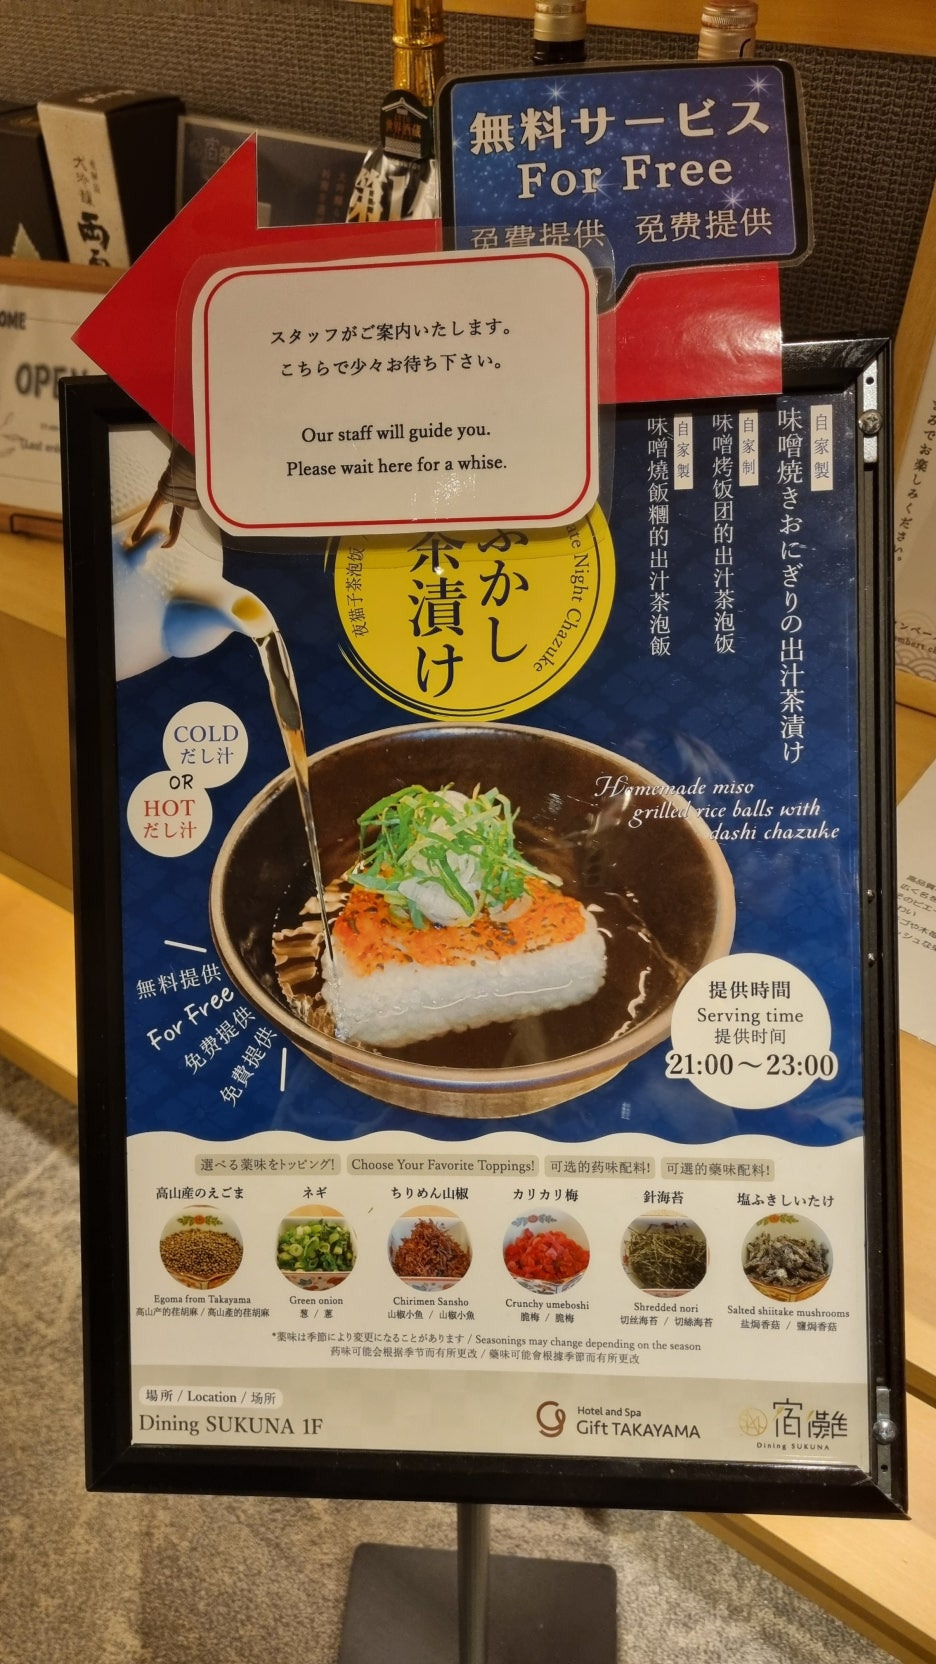 無料サービス
For Free
免費提供 免费提供
スタッフがご案内いたします。
こちらで少々お待ち下さい。
Our staff will guide you.
Please wait here for a whise.
OPEN
自家製
味噌焼きおにぎりの出汁茶漬け
自家制
味噌烤饭团的出汁茶泡饭
自家製
味噌燒飯糰的出汁茶泡飯
ふかし
茶漬け
Night Chazuke
夜猫子茶泡饭
COLD
だし汁
OR
HOT
だし汁
Homemade miso
grilled rice balls with
dashi chazuke
無料提供
For Free
免费提供
免費提供
提供時間
Serving time
提供时间
21:00〜23:00
選べる薬味をトッピング!
Choose Your Favorite Toppings!
可选的药味配料!
可選的藥味配料!
高山産のえごま
Egoma from Takayama
高山产的荏胡麻 / 高山產的荏胡麻
ネギ
Green onion
葱 / 蔥
ちりめん山椒
Chirimen Sansho
山椒小鱼 / 山椒小魚
カリカリ梅
Crunchy umeboshi
脆梅 / 脆梅
針海苔
Shredded nori
切丝海苔 / 切絲海苔
塩ふきしいたけ
Salted shiitake mushrooms
盐焗香菇 / 鹽焗香菇
*薬味は季節により変更になることがあります / Seasonings may change depending on the season
药味可能会根据季节而有所更改 / 藥味可能會根據季節而有所更改
場所 / Location / 场所
Dining SUKUNA 1F
Hotel and Spa
Gift TAKAYAMA
宿儺
Dining SUKUNA